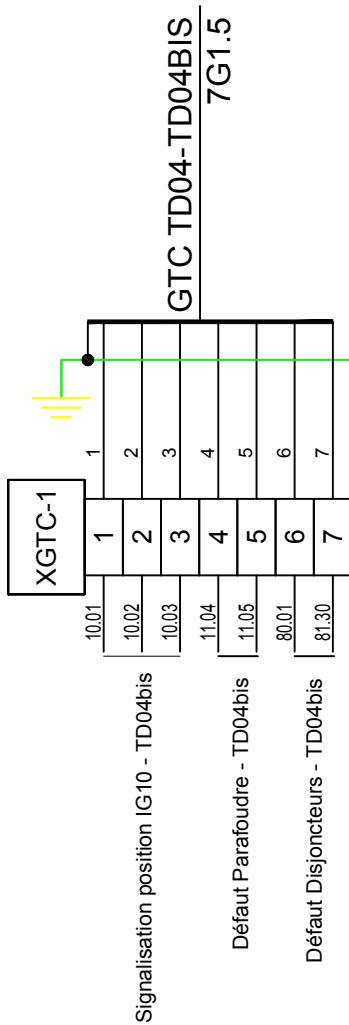 GTC TD04-TD04BIS
7G1.5
XGTC-1
1 2 3 4 5 6 7
1 2 3 4 5 6 7
10.01 10.02 10.03 11.04 11.05 80.01 81.30
Signalisation position IG10 - TD04bis
Défaut Parafoudre - TD04bis
Défaut Disjoncteurs - TD04bis